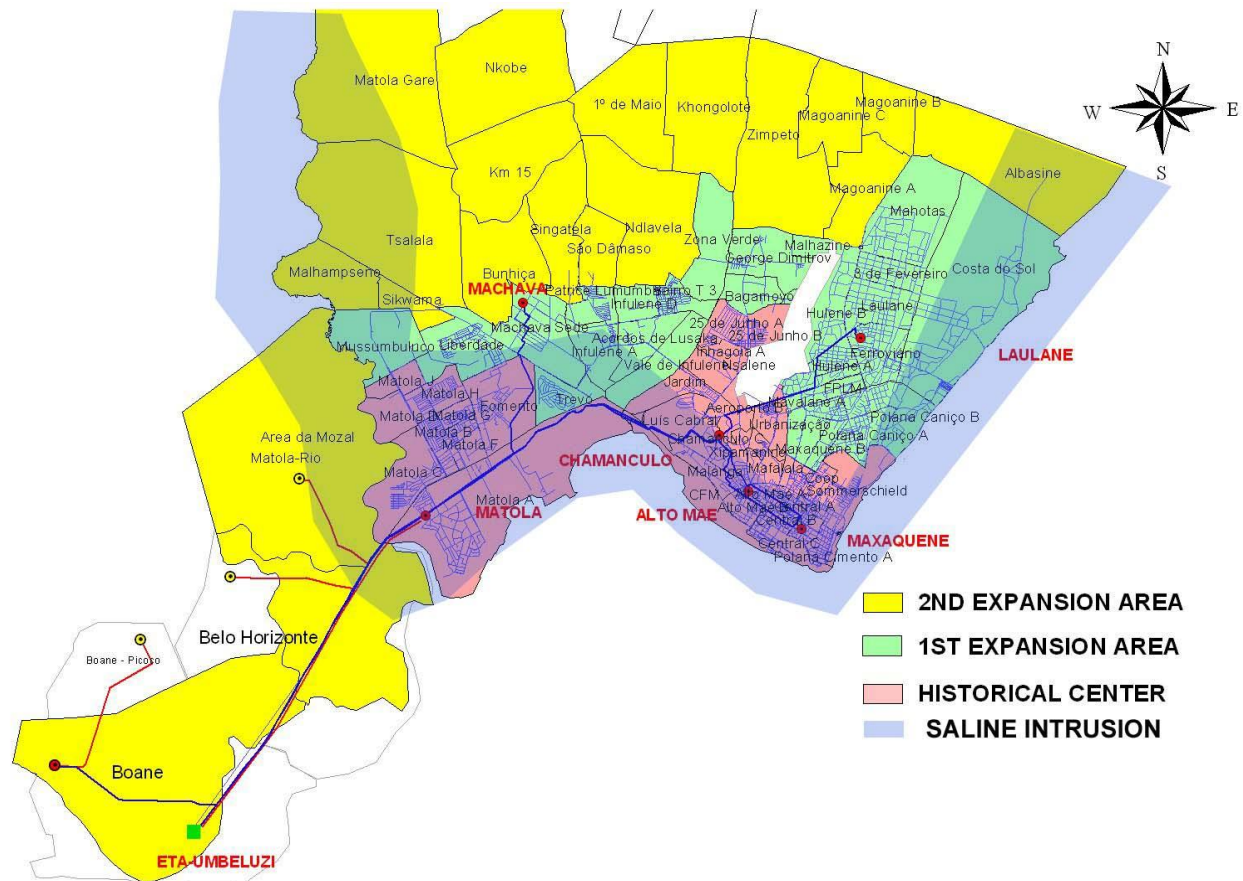 N
W
E
S
Matola Gare
Nkobe
1º de Maio
Khongolote
Zimpeto
Magoanine C
Magoanine B
Albasine
Km 15
Magoanine A
Mahotas
Tsalala
Singatela
São Dâmaso
Ndlavela
Zona Verde
Malhazine
George Dimitrov
3 de Fevereiro
Costa do Sol
Malhampsene
Sikwama
Bunhiça
MACHAVA
Infulene D
Bagamoyo
Hulene B
Laulane
Machava Sede
25 de Junho A
25 de Junho B
Mussumbuluco
Liberdade
Acordos de Lusaka
Infulene A
Vale de Infulene
Inhagoia A
Nsalene
Ferroviano
Hulene A
LAULANE
Matola J
Matola H
Jardim
FPLM
Matola D
Matola G
Fomento
Trevo
Mavalane A
Aeroporto B
Matola B
Matola F
Luís Cabral
Urbanização
Polana Caniço B
Area da Mozal
Matola-Rio
Chamanculo C
Xipamanine
Maxaquene B
Polana Caniço A
Matola C
CHAMANCULO
Malanga
Mafalala
Coop
Sommerschield
Matola A
MATOLA
CFM
Alto Mae A
ALTO MAE
Alto Mae B
Central A
Central B
MAXAQUENE
Central C
Polana Cimento A
2ND EXPANSION AREA
1ST EXPANSION AREA
HISTORICAL CENTER
SALINE INTRUSION
Belo Horizonte
Boane - Picoco
Boane
ETA-UMBELUZI